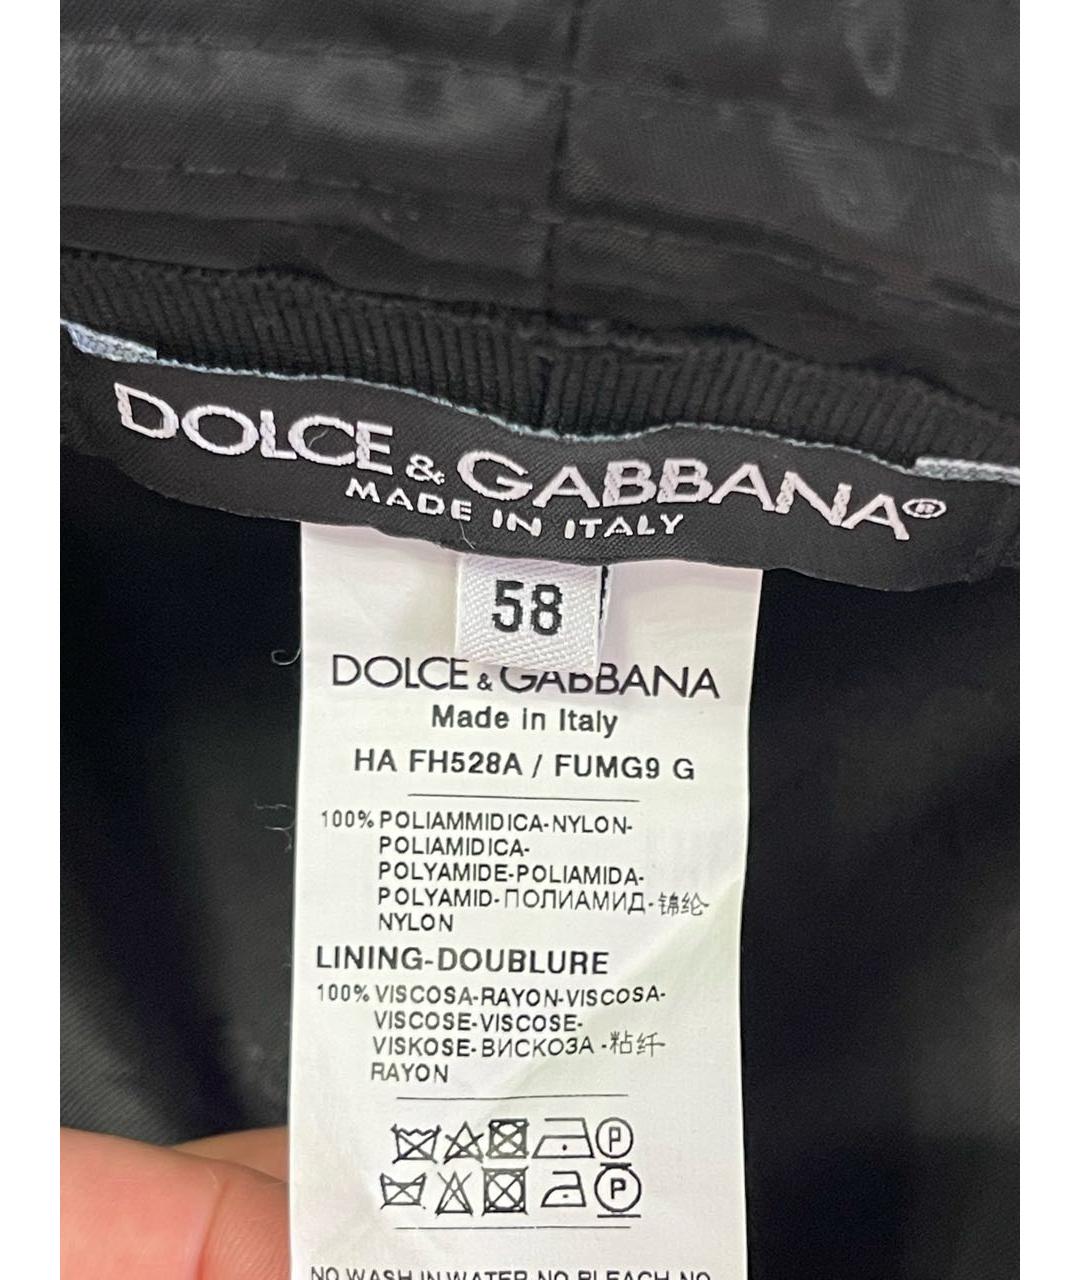 DOLCE & GABBANA®
MADE IN ITALY
58
DOLCE & GABBANA
Made in Italy
HA FH528A / FUMG9 G
100% POLIAMMIDICA-NYLON-
POLIAMIDICA-
POLYAMIDE-POLIAMIDA-
POLYAMID-ПОЛИАМИД-锦纶-
NYLON
LINING-DOUBLURE
100% VISCOSA-RAYON-VISCOSA-
VISCOSE-VISCOSE-
VISKOSE-ВИСКОЗА-粘纤-
RAYON
P
P
NO WASH IN WATER NO BLEACH NO